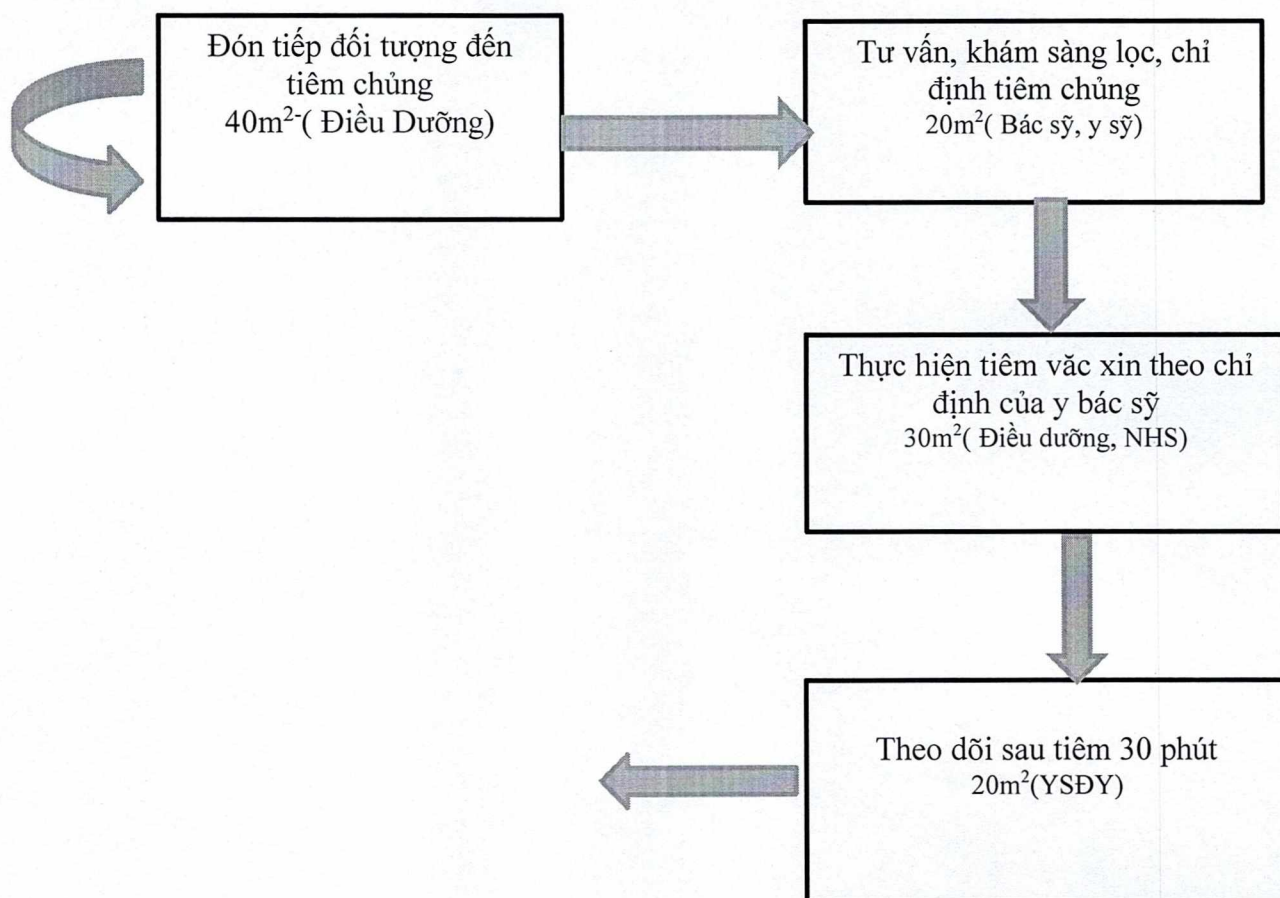 Đón tiếp đối tượng đến
tiêm chủng
40m²⁻( Điều Dưỡng)
Tư vấn, khám sàng lọc, chỉ
định tiêm chủng
20m²( Bác sỹ, y sỹ)
Thực hiện tiêm văc xin theo chỉ
định của y bác sỹ
30m²( Điều dưỡng, NHS)
Theo dõi sau tiêm 30 phút
20m²(YSĐY)